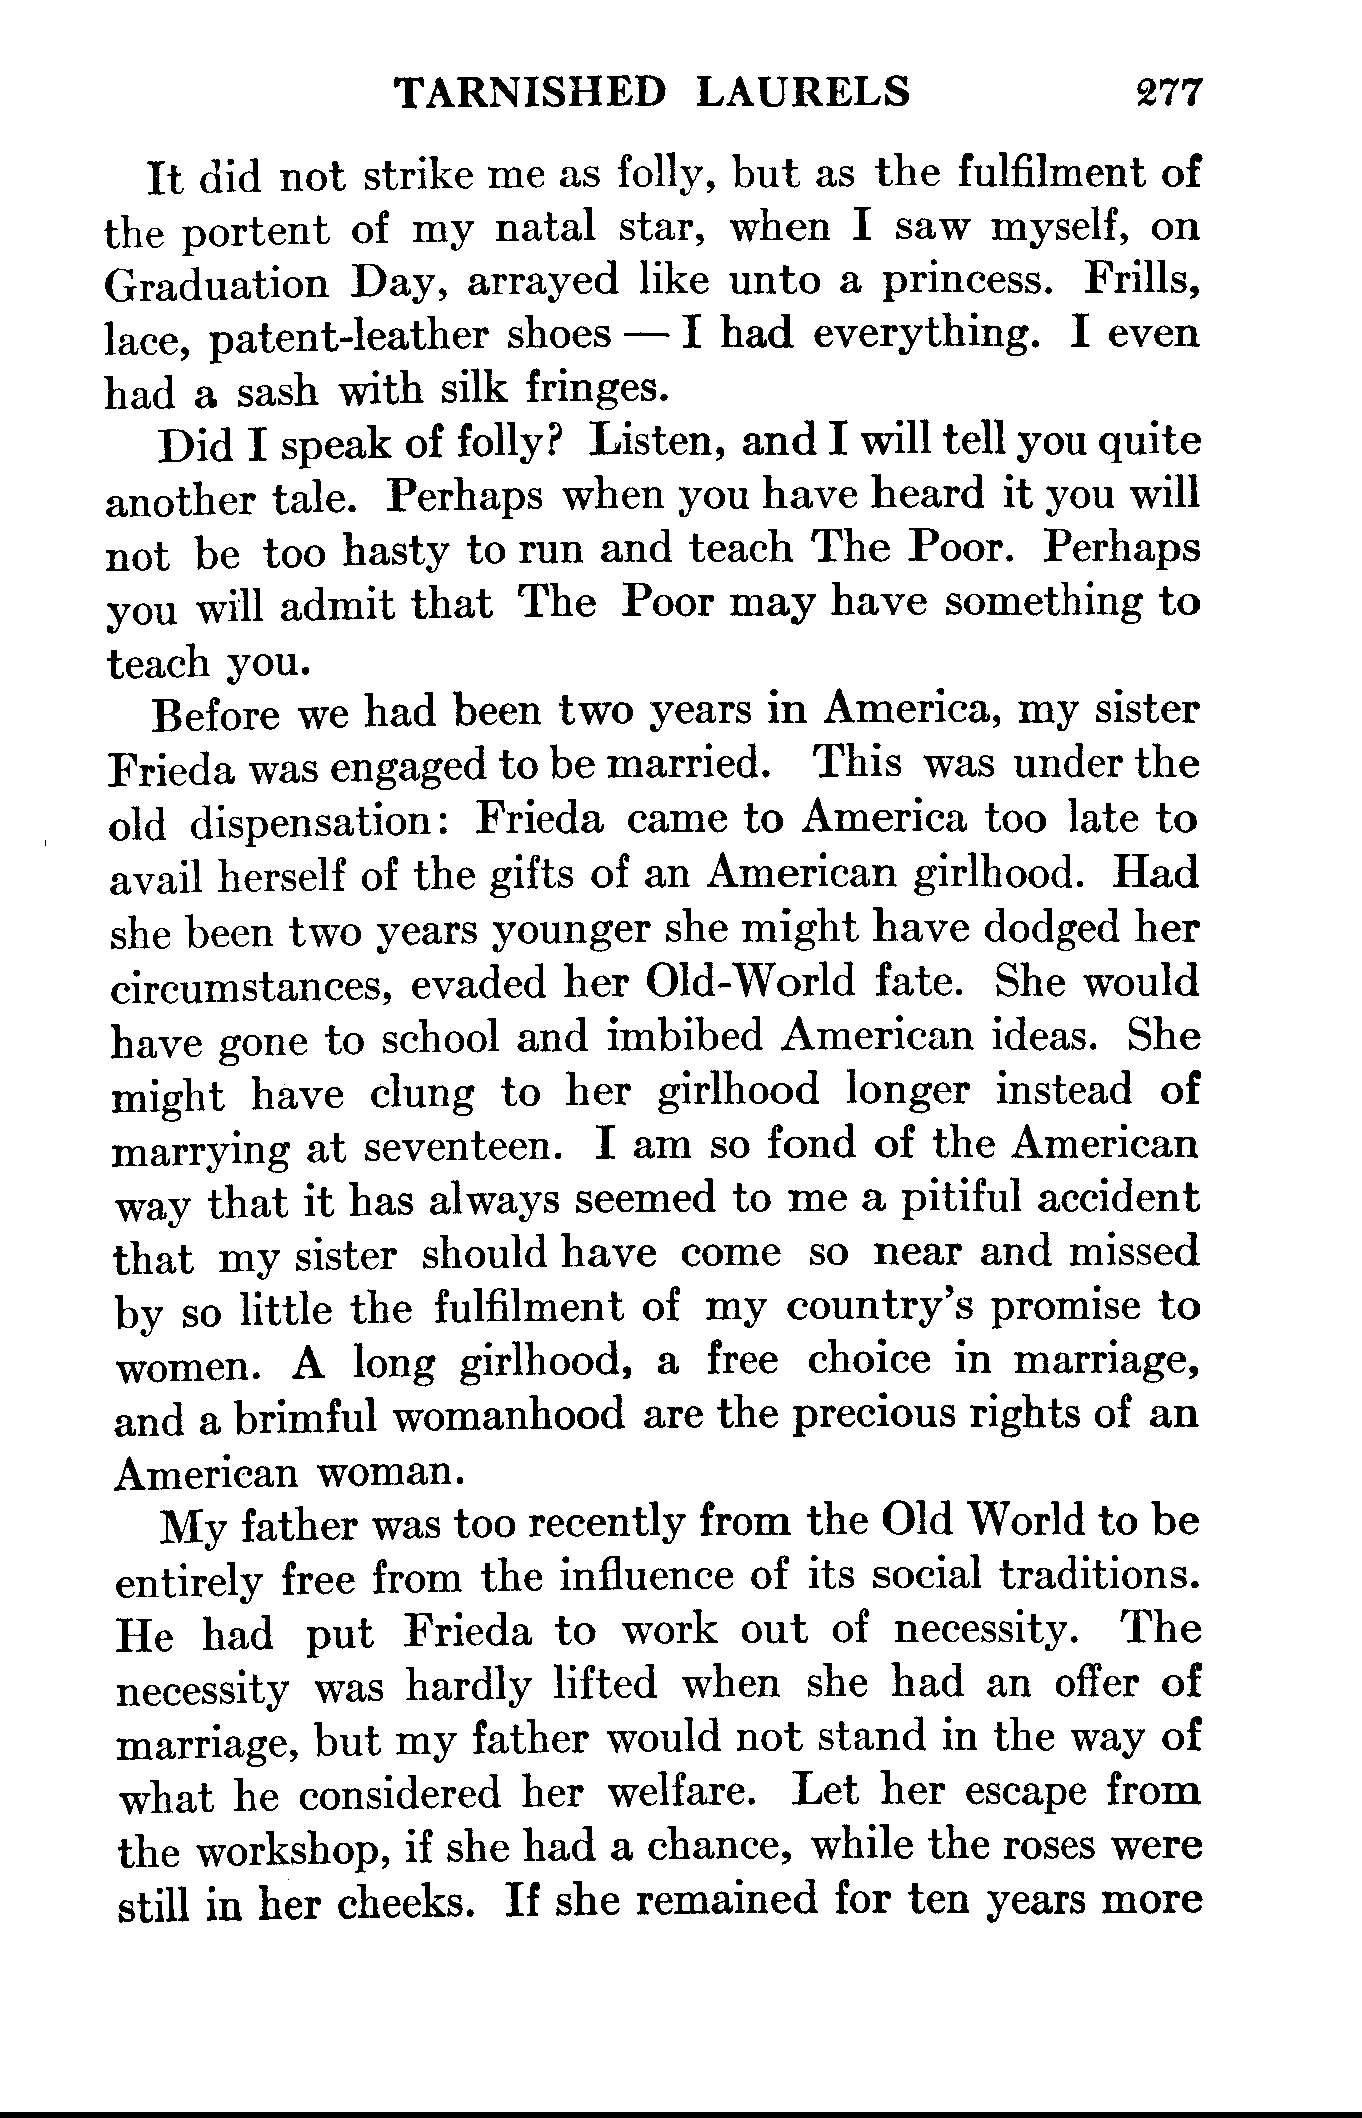 TARNISHED LAURELS 277
It did not strike me as folly, but as the fulfilment of
the portent of my natal star, when I saw myself, on
Graduation Day, arrayed like unto a princess. Frills,
lace, patent-leather shoes — I had everything. I even
had a sash with silk fringes.
Did I speak of folly? Listen, and I will tell you quite
another tale. Perhaps when you have heard it you will
not be too hasty to run and teach The Poor. Perhaps
you will admit that The Poor may have something to
teach you.
Before we had been two years in America, my sister
Frieda was engaged to be married. This was under the
old dispensation: Frieda came to America too late to
avail herself of the gifts of an American girlhood. Had
she been two years younger she might have dodged her
circumstances, evaded her Old-World fate. She would
have gone to school and imbibed American ideas. She
might have clung to her girlhood longer instead of
marrying at seventeen. I am so fond of the American
way that it has always seemed to me a pitiful accident
that my sister should have come so near and missed
by so little the fulfilment of my country's promise to
women. A long girlhood, a free choice in marriage,
and a brimful womanhood are the precious rights of an
American woman.
My father was too recently from the Old World to be
entirely free from the influence of its social traditions.
He had put Frieda to work out of necessity. The
necessity was hardly lifted when she had an offer of
marriage, but my father would not stand in the way of
what he considered her welfare. Let her escape from
the workshop, if she had a chance, while the roses were
still in her cheeks. If she remained for ten years more